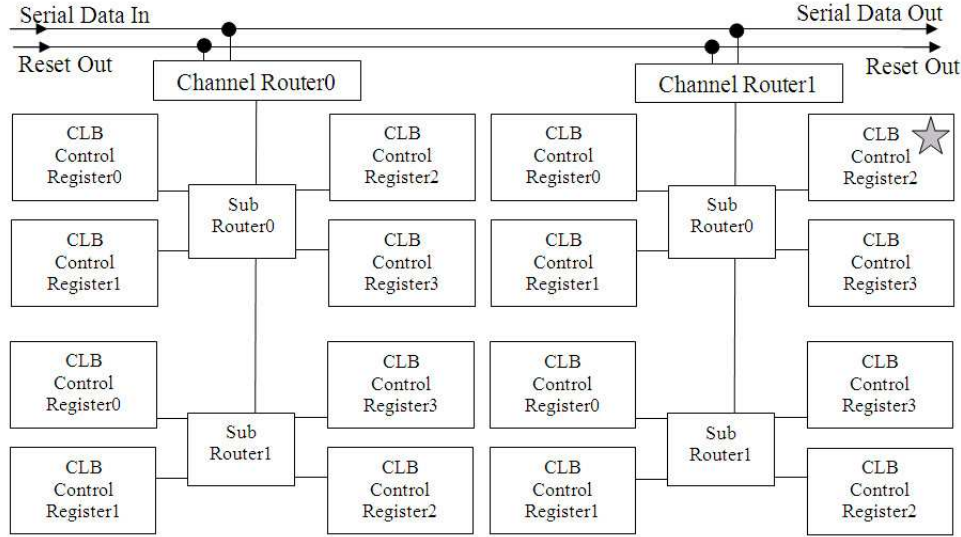 Serial Data In
Serial Data Out
Reset Out
Reset Out
Channel Router0
Channel Router1
CLB
Control
Register0
CLB
Control
Register2
CLB
Control
Register0
CLB
Control
Register2
Sub
Router0
Sub
Router0
CLB
Control
Register1
CLB
Control
Register3
CLB
Control
Register1
CLB
Control
Register3
CLB
Control
Register0
CLB
Control
Register3
CLB
Control
Register0
CLB
Control
Register3
Sub
Router1
Sub
Router1
CLB
Control
Register1
CLB
Control
Register2
CLB
Control
Register1
CLB
Control
Register2